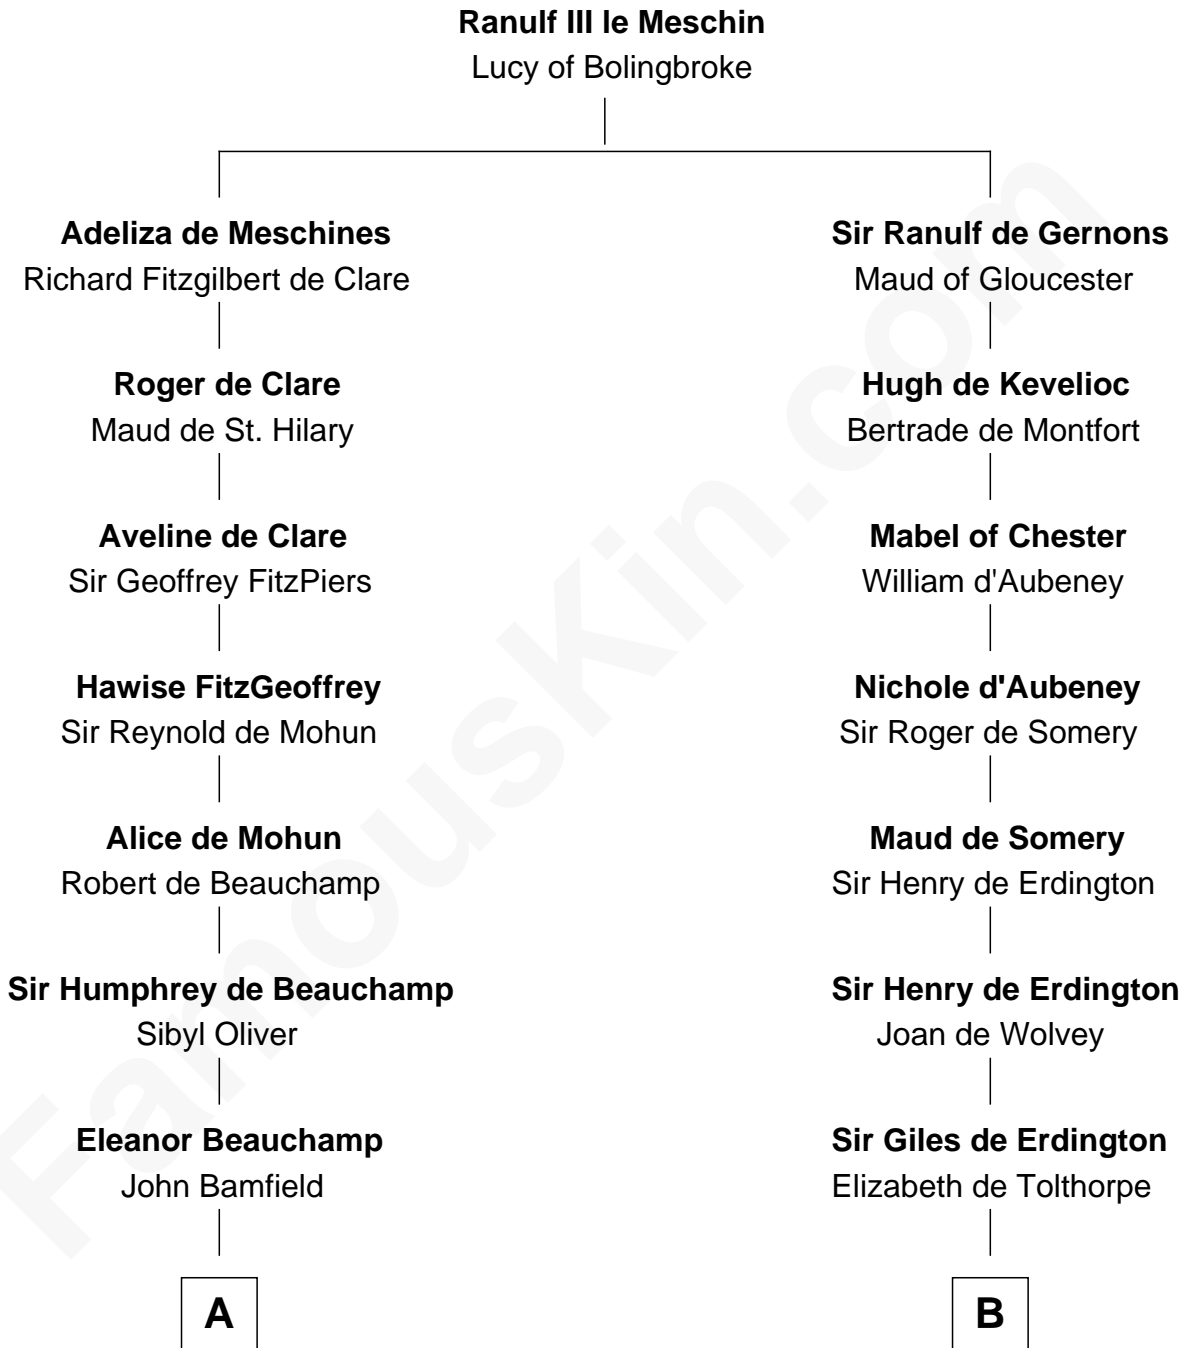 Ranulf III le Meschin
Lucy of Bolingbroke
Adeliza de Meschines
Richard Fitzgilbert de Clare
Sir Ranulf de Gernons
Maud of Gloucester
Roger de Clare
Maud de St. Hilary
Hugh de Kevelioc
Bertrade de Montfort
Aveline de Clare
Sir Geoffrey FitzPiers
Mabel of Chester
William d'Aubeney
Hawise FitzGeoffrey
Sir Reynold de Mohun
Nichole d'Aubeney
Sir Roger de Somery
Alice de Mohun
Robert de Beauchamp
Maud de Somery
Sir Henry de Erdington
Sir Humphrey de Beauchamp
Sibyl Oliver
Sir Henry de Erdington
Joan de Wolvey
Eleanor Beauchamp
John Bamfield
Sir Giles de Erdington
Elizabeth de Tolthorpe
A
B
FamousKin.com